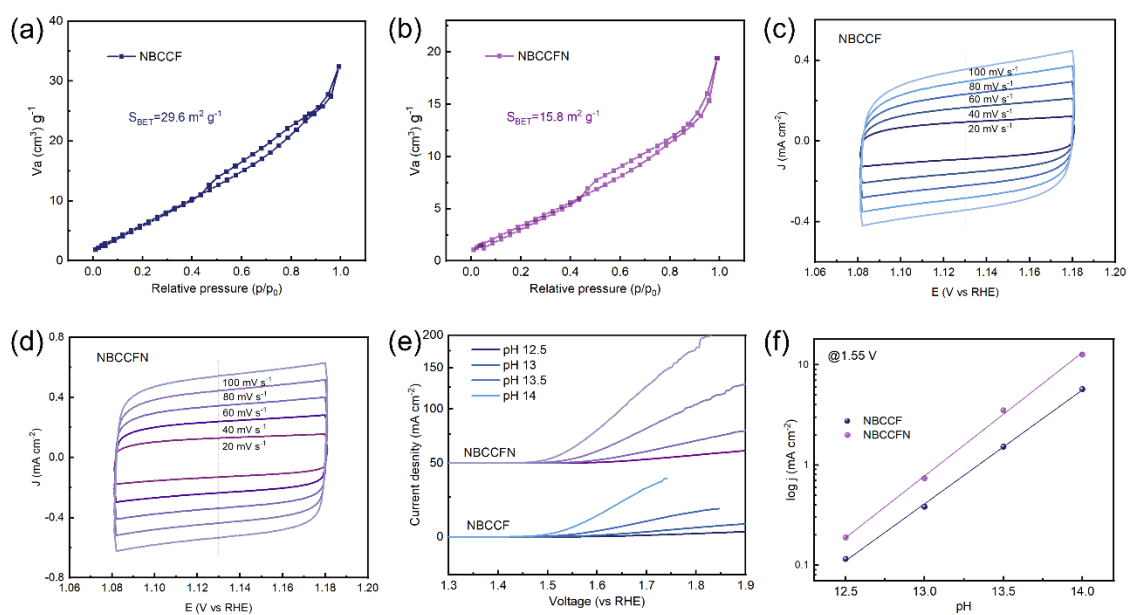 (a)
NBCCF
S_BET=29.6 m² g⁻¹
Va (cm³) g⁻¹
40
30
20
10
0
0.0 0.2 0.4 0.6 0.8 1.0
Relative pressure (p/p₀)
(b)
NBCCFN
S_BET=15.8 m² g⁻¹
Va (cm³) g⁻¹
20
15
10
5
0
0.0 0.2 0.4 0.6 0.8 1.0
Relative pressure (p/p₀)
(c)
NBCCF
100 mV s⁻¹
80 mV s⁻¹
60 mV s⁻¹
40 mV s⁻¹
20 mV s⁻¹
J (mA cm⁻²)
0.4
0.0
-0.4
1.06 1.08 1.10 1.12 1.14 1.16 1.18 1.20
E (V vs RHE)
(d)
NBCCFN
100 mV s⁻¹
80 mV s⁻¹
60 mV s⁻¹
40 mV s⁻¹
20 mV s⁻¹
J (mA cm⁻²)
0.8
0.4
0.0
-0.4
-0.8
1.06 1.08 1.10 1.12 1.14 1.16 1.18 1.20
E (V vs RHE)
(e)
pH 12.5
pH 13
pH 13.5
pH 14
NBCCFN
NBCCF
Current desnity (mA cm⁻²)
200
150
100
50
0
1.3 1.4 1.5 1.6 1.7 1.8 1.9
Voltage (vs RHE)
(f)
@1.55 V
NBCCF
NBCCFN
log j (mA cm⁻²)
10
1
0.1
12.5 13.0 13.5 14.0
pH